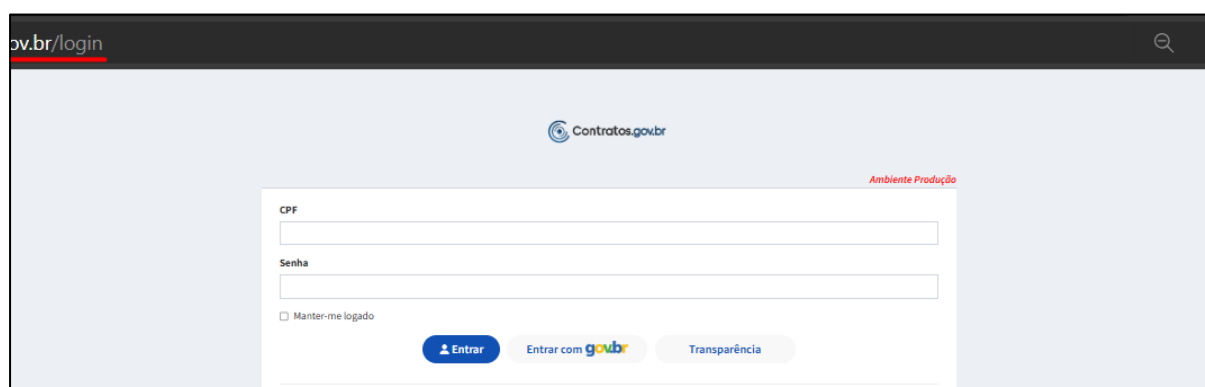 ov.br/login
Contratos.gov.br
Ambiente Produção
CPF
Senha
Manter-me logado
Entrar
Entrar com gov.br
Transparência